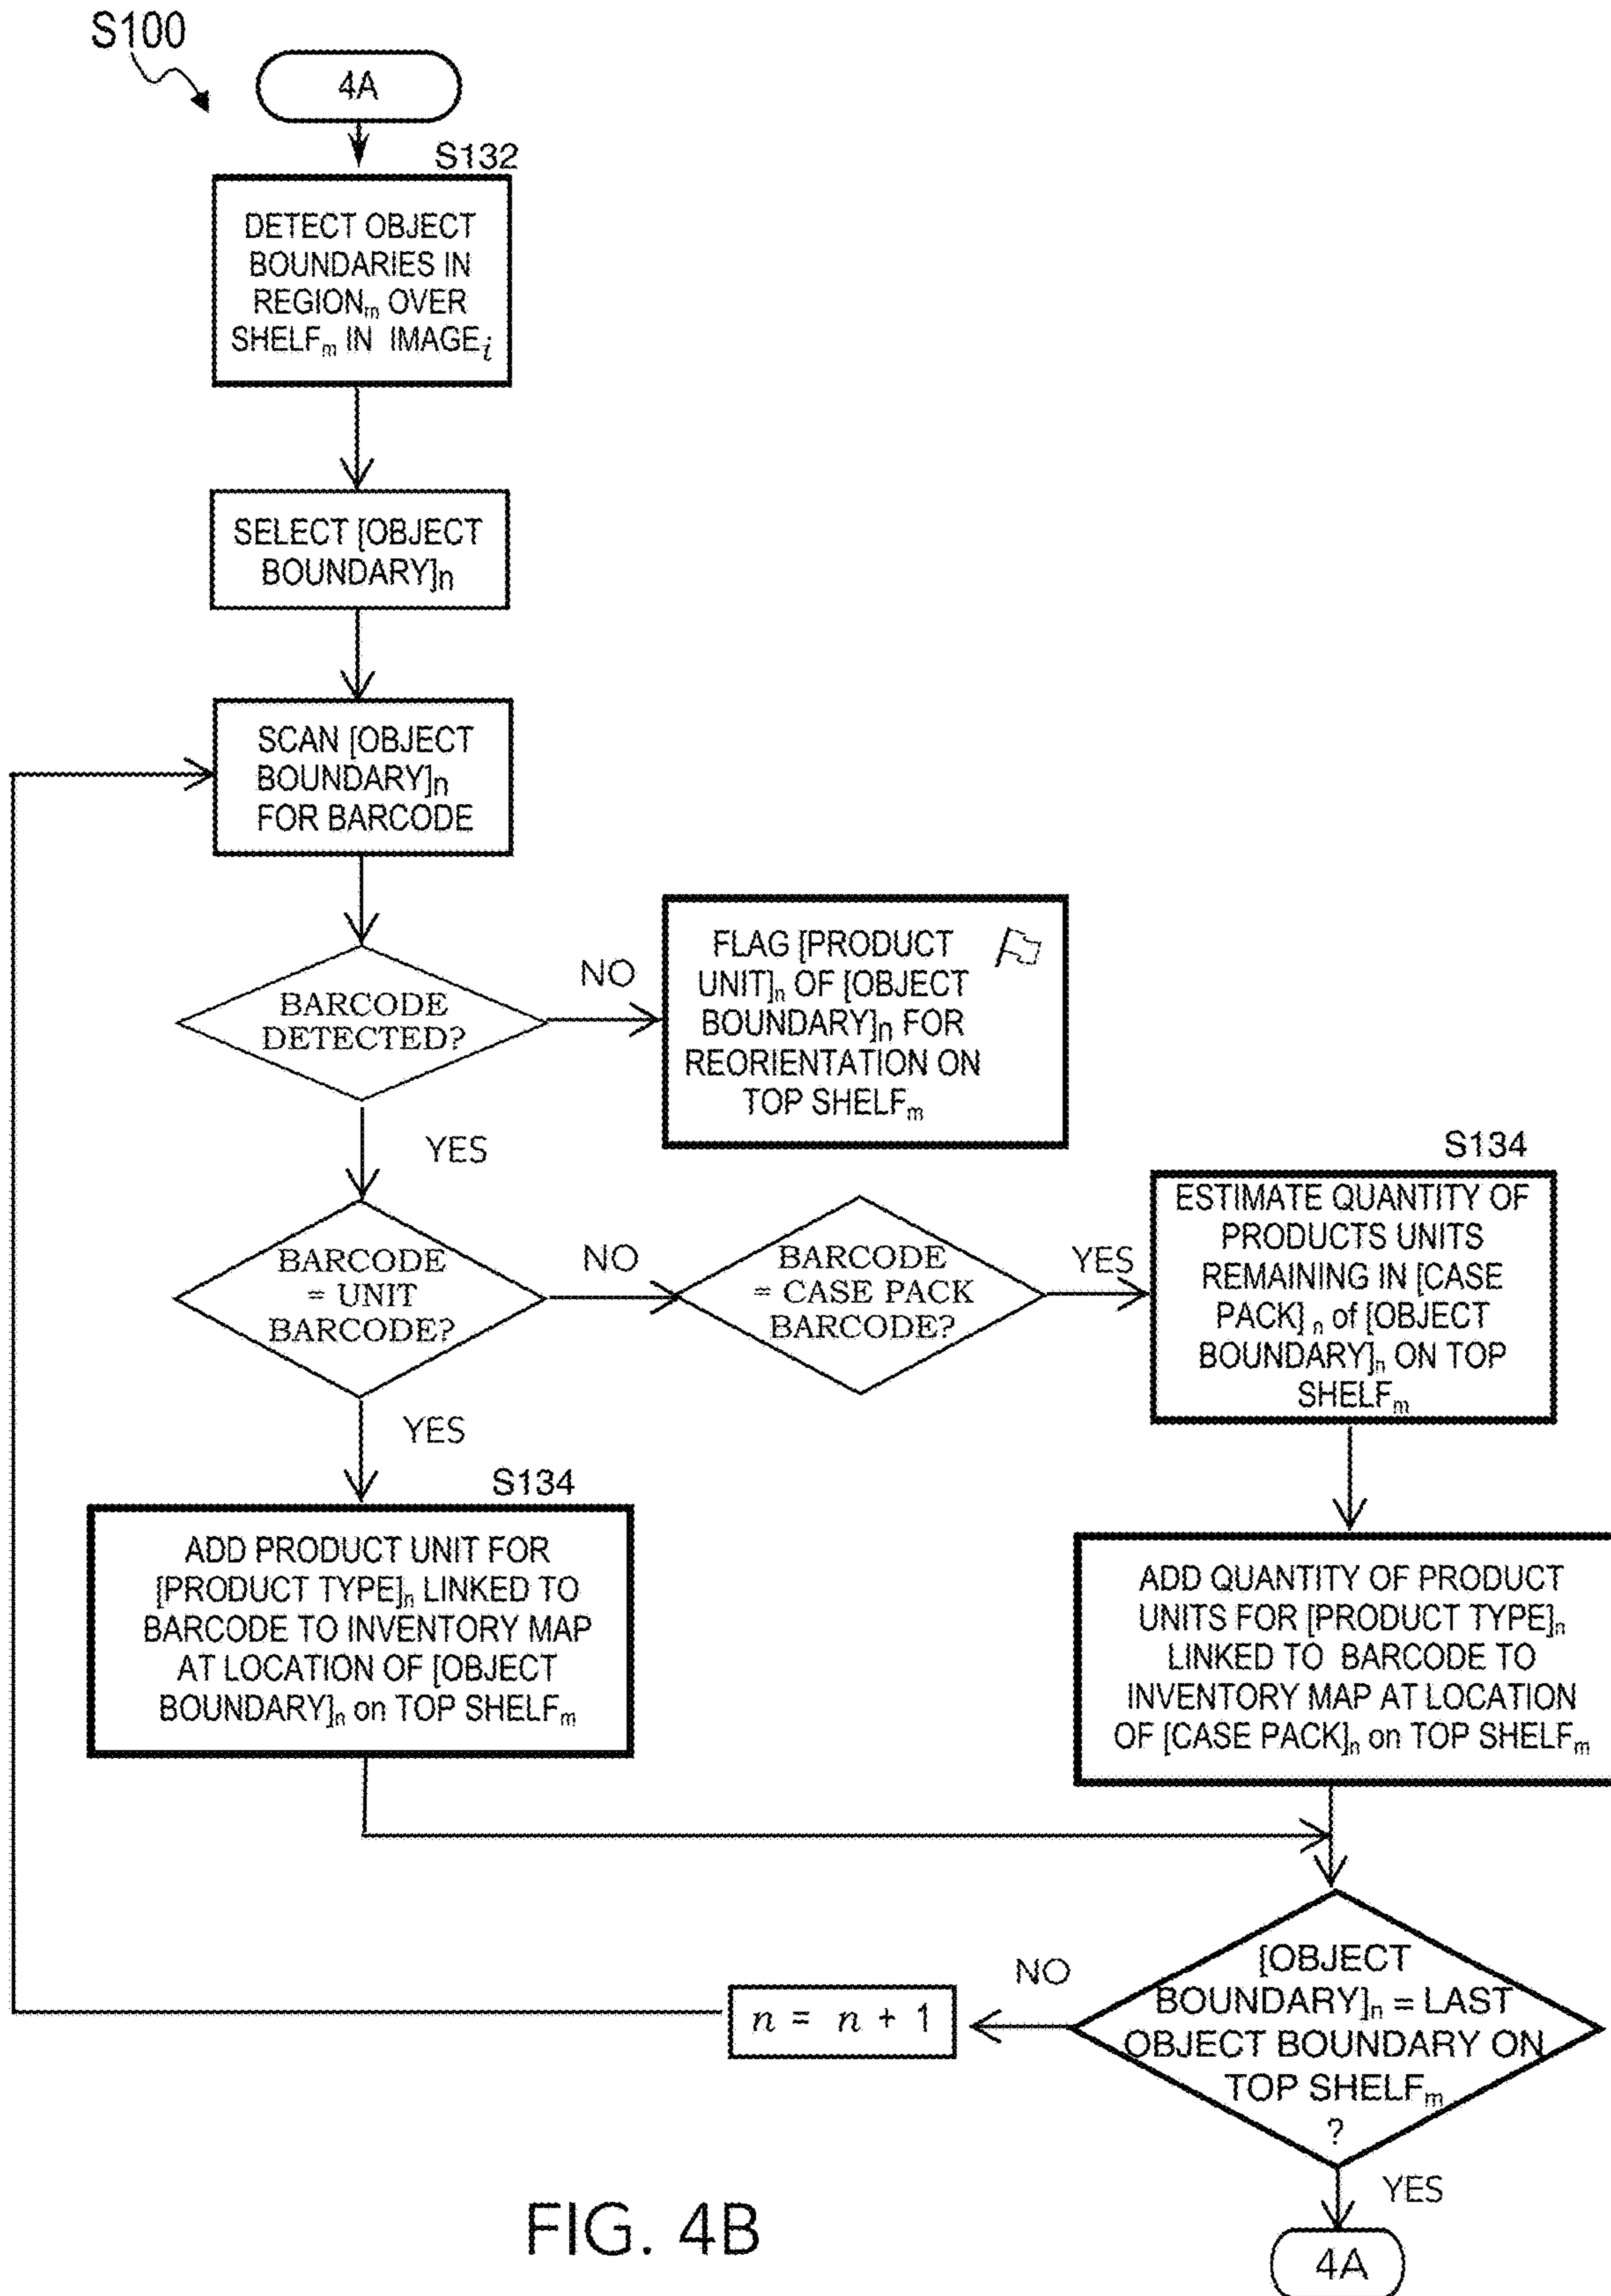 S100
4A
S132
DETECT OBJECT
BOUNDARIES IN
REGIONm OVER
SHELFm IN IMAGEi
SELECT [OBJECT
BOUNDARY]n
SCAN [OBJECT
BOUNDARY]n
FOR BARCODE
BARCODE
DETECTED?
NO
FLAG [PRODUCT
UNIT]n OF [OBJECT
BOUNDARY]n FOR
REORIENTATION ON
TOP SHELFm
YES
BARCODE
= UNIT
BARCODE?
NO
BARCODE
= CASE PACK
BARCODE?
YES
S134
ESTIMATE QUANTITY OF
PRODUCTS UNITS
REMAINING IN [CASE
PACK] n of [OBJECT
BOUNDARY]n ON TOP
SHELFm
YES
S134
ADD PRODUCT UNIT FOR
[PRODUCT TYPE]n LINKED TO
BARCODE TO INVENTORY MAP
AT LOCATION OF [OBJECT
BOUNDARY]n on TOP SHELFm
ADD QUANTITY OF PRODUCT
UNITS FOR [PRODUCT TYPE]n
LINKED TO BARCODE TO
INVENTORY MAP AT LOCATION
OF [CASE PACK]n on TOP SHELFm
[OBJECT
BOUNDARY]n = LAST
OBJECT BOUNDARY ON
TOP SHELFm
?
NO
n = n + 1
YES
4A
FIG. 4B